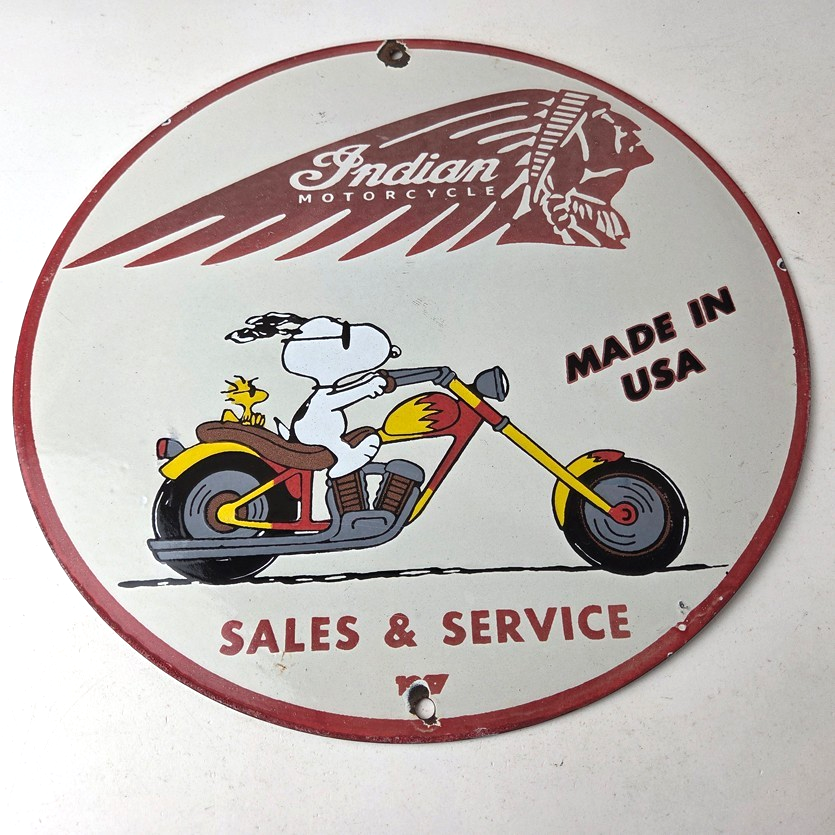 Indian
MOTORCYCLE
MADE IN
USA
SALES & SERVICE